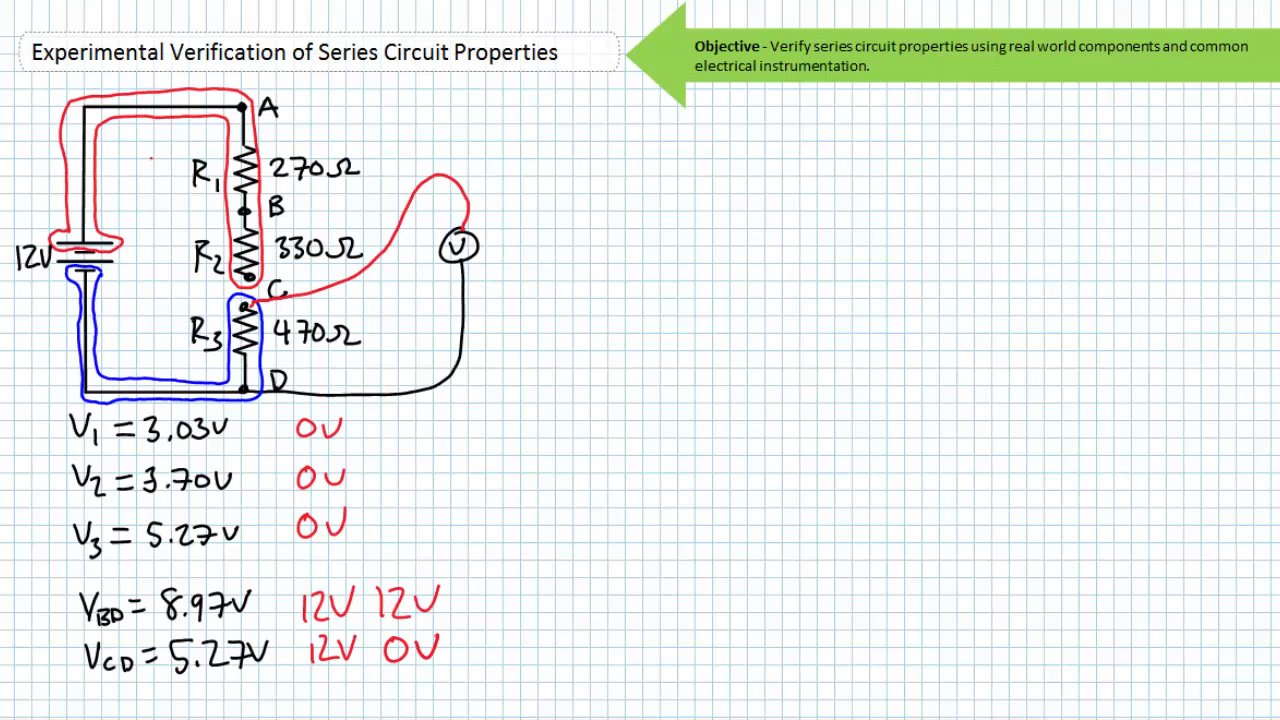 Experimental Verification of Series Circuit Properties
Objective - Verify series circuit properties using real world components and common
electrical instrumentation.
A
R1 270Ω
B
R2 330Ω
12V
V
C
R3 470Ω
D
V1 = 3.03V 0V
V2 = 3.70V 0V
V3 = 5.27V 0V
VBD = 8.97V 12V 12V
VCD = 5.27V 12V 0V